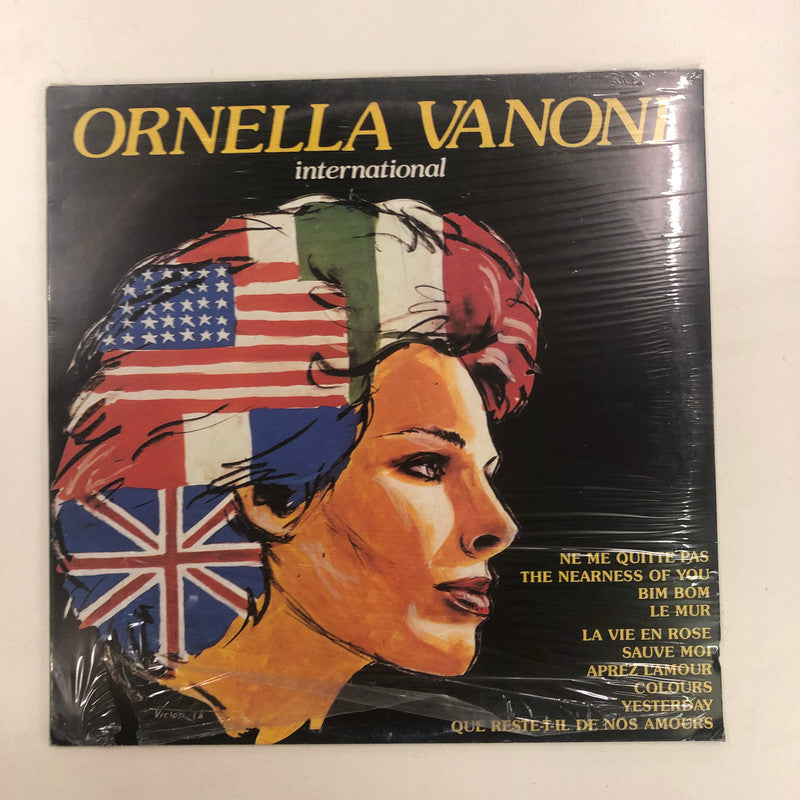 ORNELLA VANONI
international
NE ME QUITTE PAS
THE NEARNESS OF YOU
BIM BOM
LE MUR
LA VIE EN ROSE
SAUVE MOI
APREZ L'AMOUR
COLOURS
YESTERDAY
QUE RESTE-T-IL DE NOS AMOURS